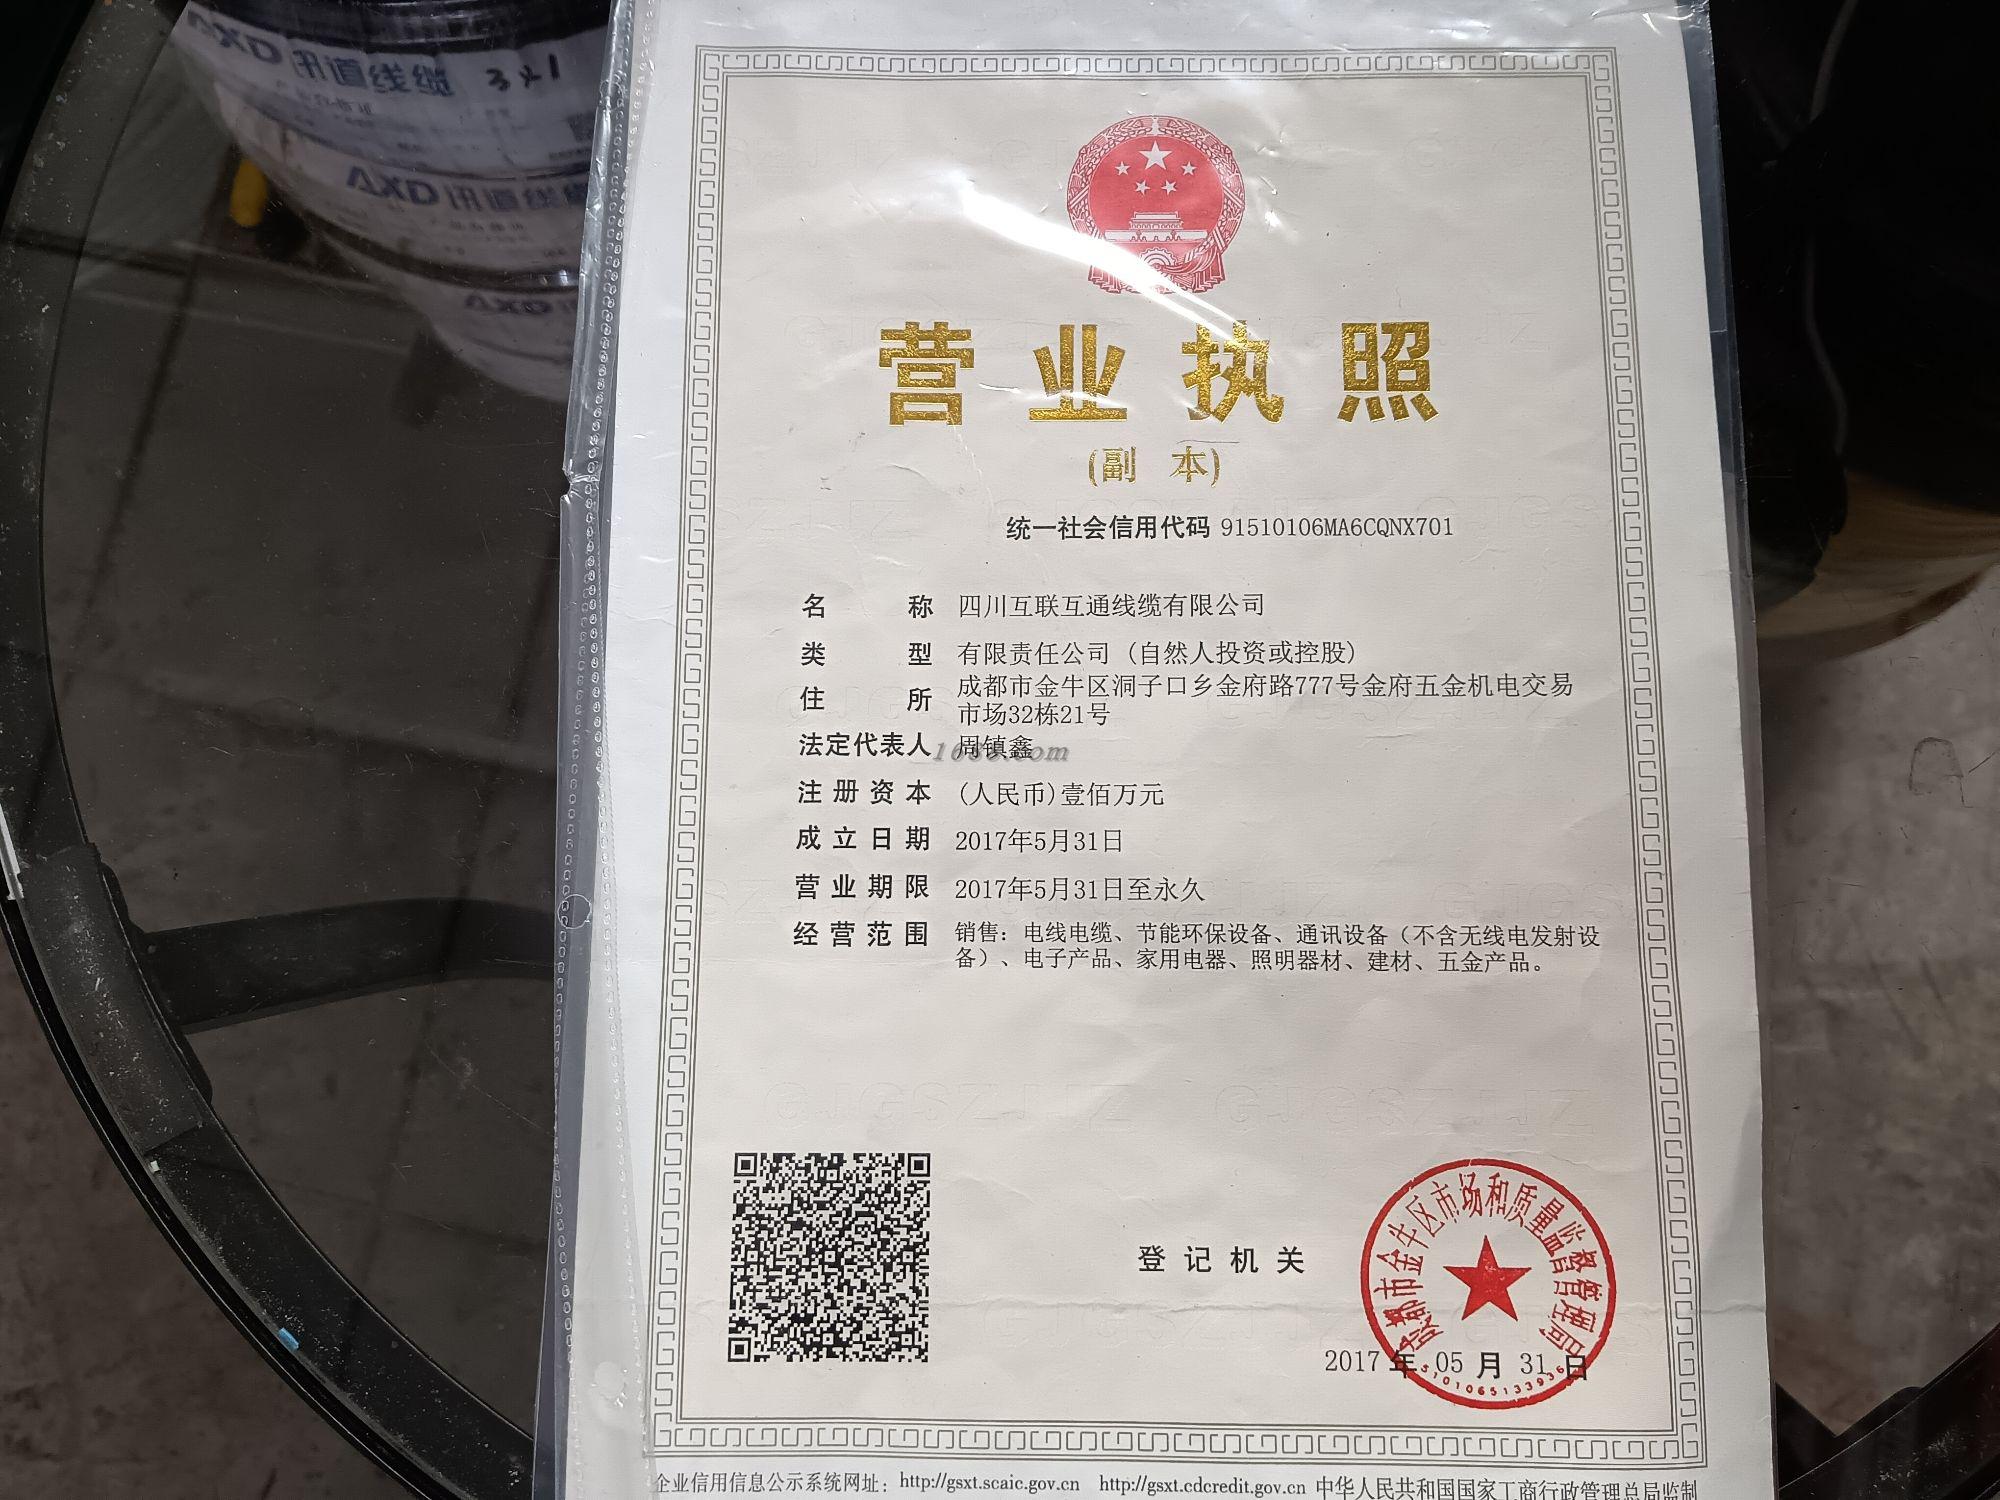 AXD 讯道线缆 3×1
AXD 讯道线缆
AXD
营业执照
(副 本)
统一社会信用代码 91510106MA6CQNX701
名 称 四川互联互通线缆有限公司
类 型 有限责任公司 (自然人投资或控股)
住 所 成都市金牛区洞子口乡金府路777号金府五金机电交易
市场32栋21号
法定代表人 周镇鑫
1688.com
注册资本 (人民币)壹佰万元
成立日期 2017年5月31日
营业期限 2017年5月31日至永久
经营范围 销售：电线电缆、节能环保设备、通讯设备（不含无线电发射设
备）、电子产品、家用电器、照明器材、建材、五金产品。
登记机关
成都市金牛区市场和质量监督管理局
2017 年 05 月 31 日
5101065133936
企业信用信息公示系统网址：http://gsxt.scaic.gov.cn http://gsxt.cdcredit.gov.cn 中华人民共和国国家工商行政管理总局监制